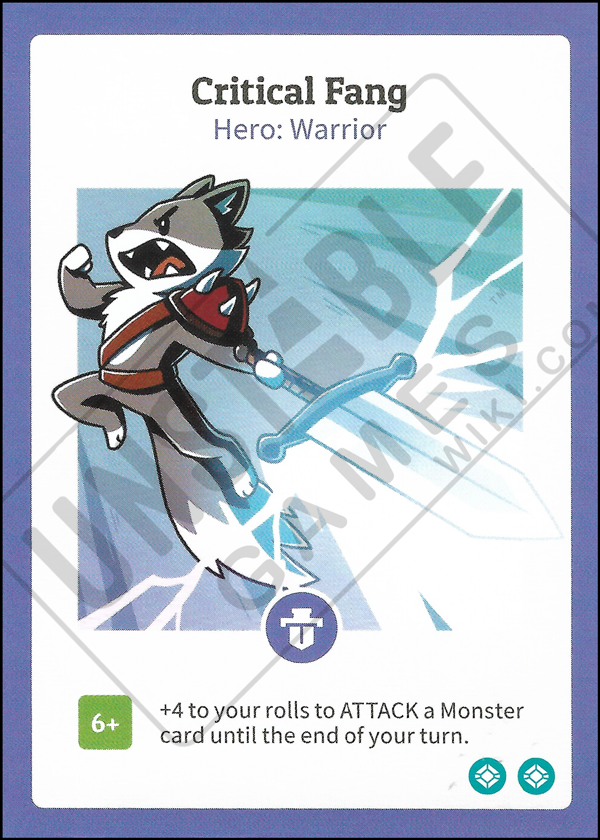 Critical Fang
Hero: Warrior
UNSTABLE
GAMES™
WIKI.COM
6+
+4 to your rolls to ATTACK a Monster
card until the end of your turn.